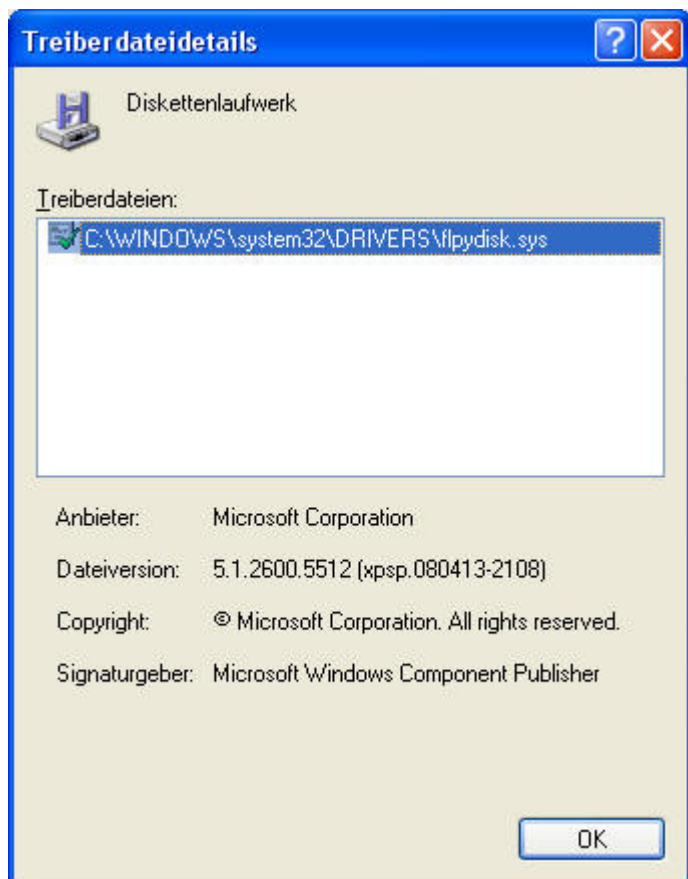 Treiberdateidetails
Diskettenlaufwerk
Treiberdateien:
C:\WINDOWS\system32\DRIVERS\flpydisk.sys
Anbieter: Microsoft Corporation
Dateiversion: 5.1.2600.5512 (xpsp.080413-2108)
Copyright: © Microsoft Corporation. All rights reserved.
Signaturgeber: Microsoft Windows Component Publisher
OK